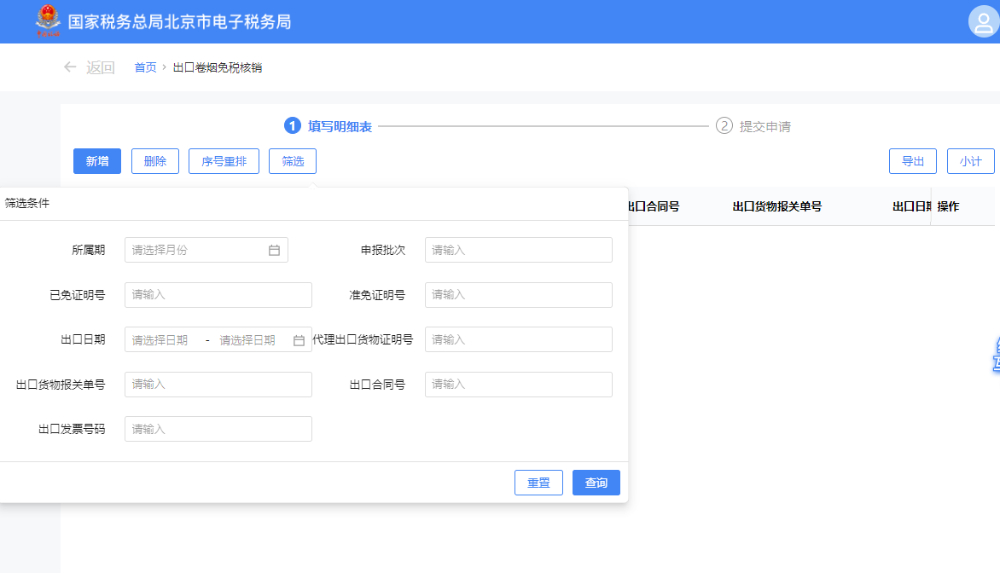 国家税务总局北京市电子税务局
返回 首页 > 出口卷烟免税核销
1 填写明细表 2 提交申请
新增 删除 序号重排 筛选 导出 小计
筛选条件
出口合同号 出口货物报关单号 出口日期 操作
所属期 请选择月份 申报批次 请输入
已免证明号 请输入 准免证明号 请输入
出口日期 请选择日期 - 请选择日期 代理出口货物证明号 请输入
出口货物报关单号 请输入 出口合同号 请输入
出口发票号码 请输入
重置 查询